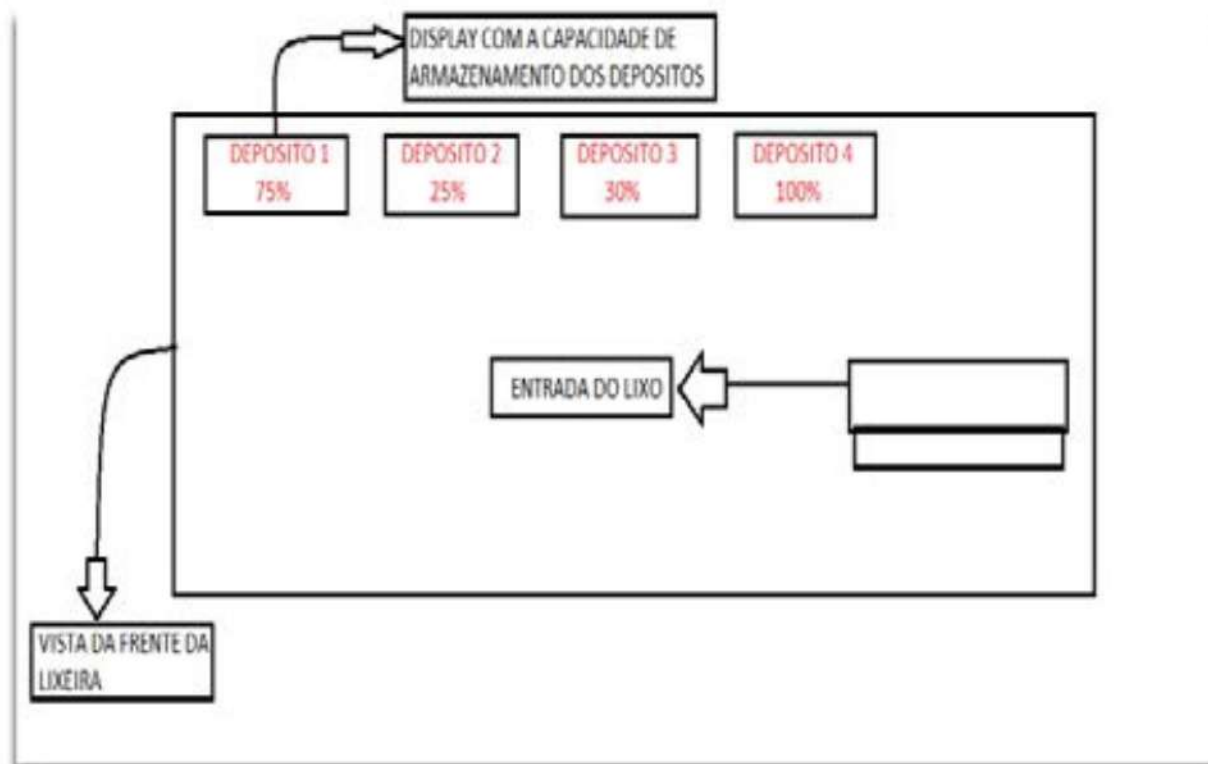 DISPLAY COM A CAPACIDADE DE
ARMAZENAMENTO DOS DEPOSITOS
DEPOSITO 1
75%
DEPOSITO 2
25%
DEPOSITO 3
30%
DEPOSITO 4
100%
ENTRADA DO LIXO
VISTA DA FRENTE DA
LIXEIRA